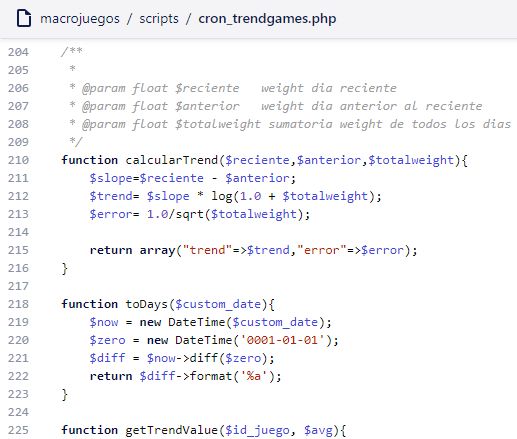 macrojuegos / scripts / cron_trendgames.php
204 /**
205 *
206 * @param float $reciente weight dia reciente
207 * @param float $anterior weight dia anterior al reciente
208 * @param float $totalweight sumatoria weight de todos los dias
209 */
210 function calcularTrend($reciente,$anterior,$totalweight){
211 $slope=$reciente - $anterior;
212 $trend= $slope * log(1.0 + $totalweight);
213 $error= 1.0/sqrt($totalweight);
214
215 return array("trend"=>$trend,"error"=>$error);
216 }
217
218 function toDays($custom_date){
219 $now = new DateTime($custom_date);
220 $zero = new DateTime('0001-01-01');
221 $diff = $now->diff($zero);
222 return $diff->format('%a');
223 }
224
225 function getTrendValue($id_juego, $avg){